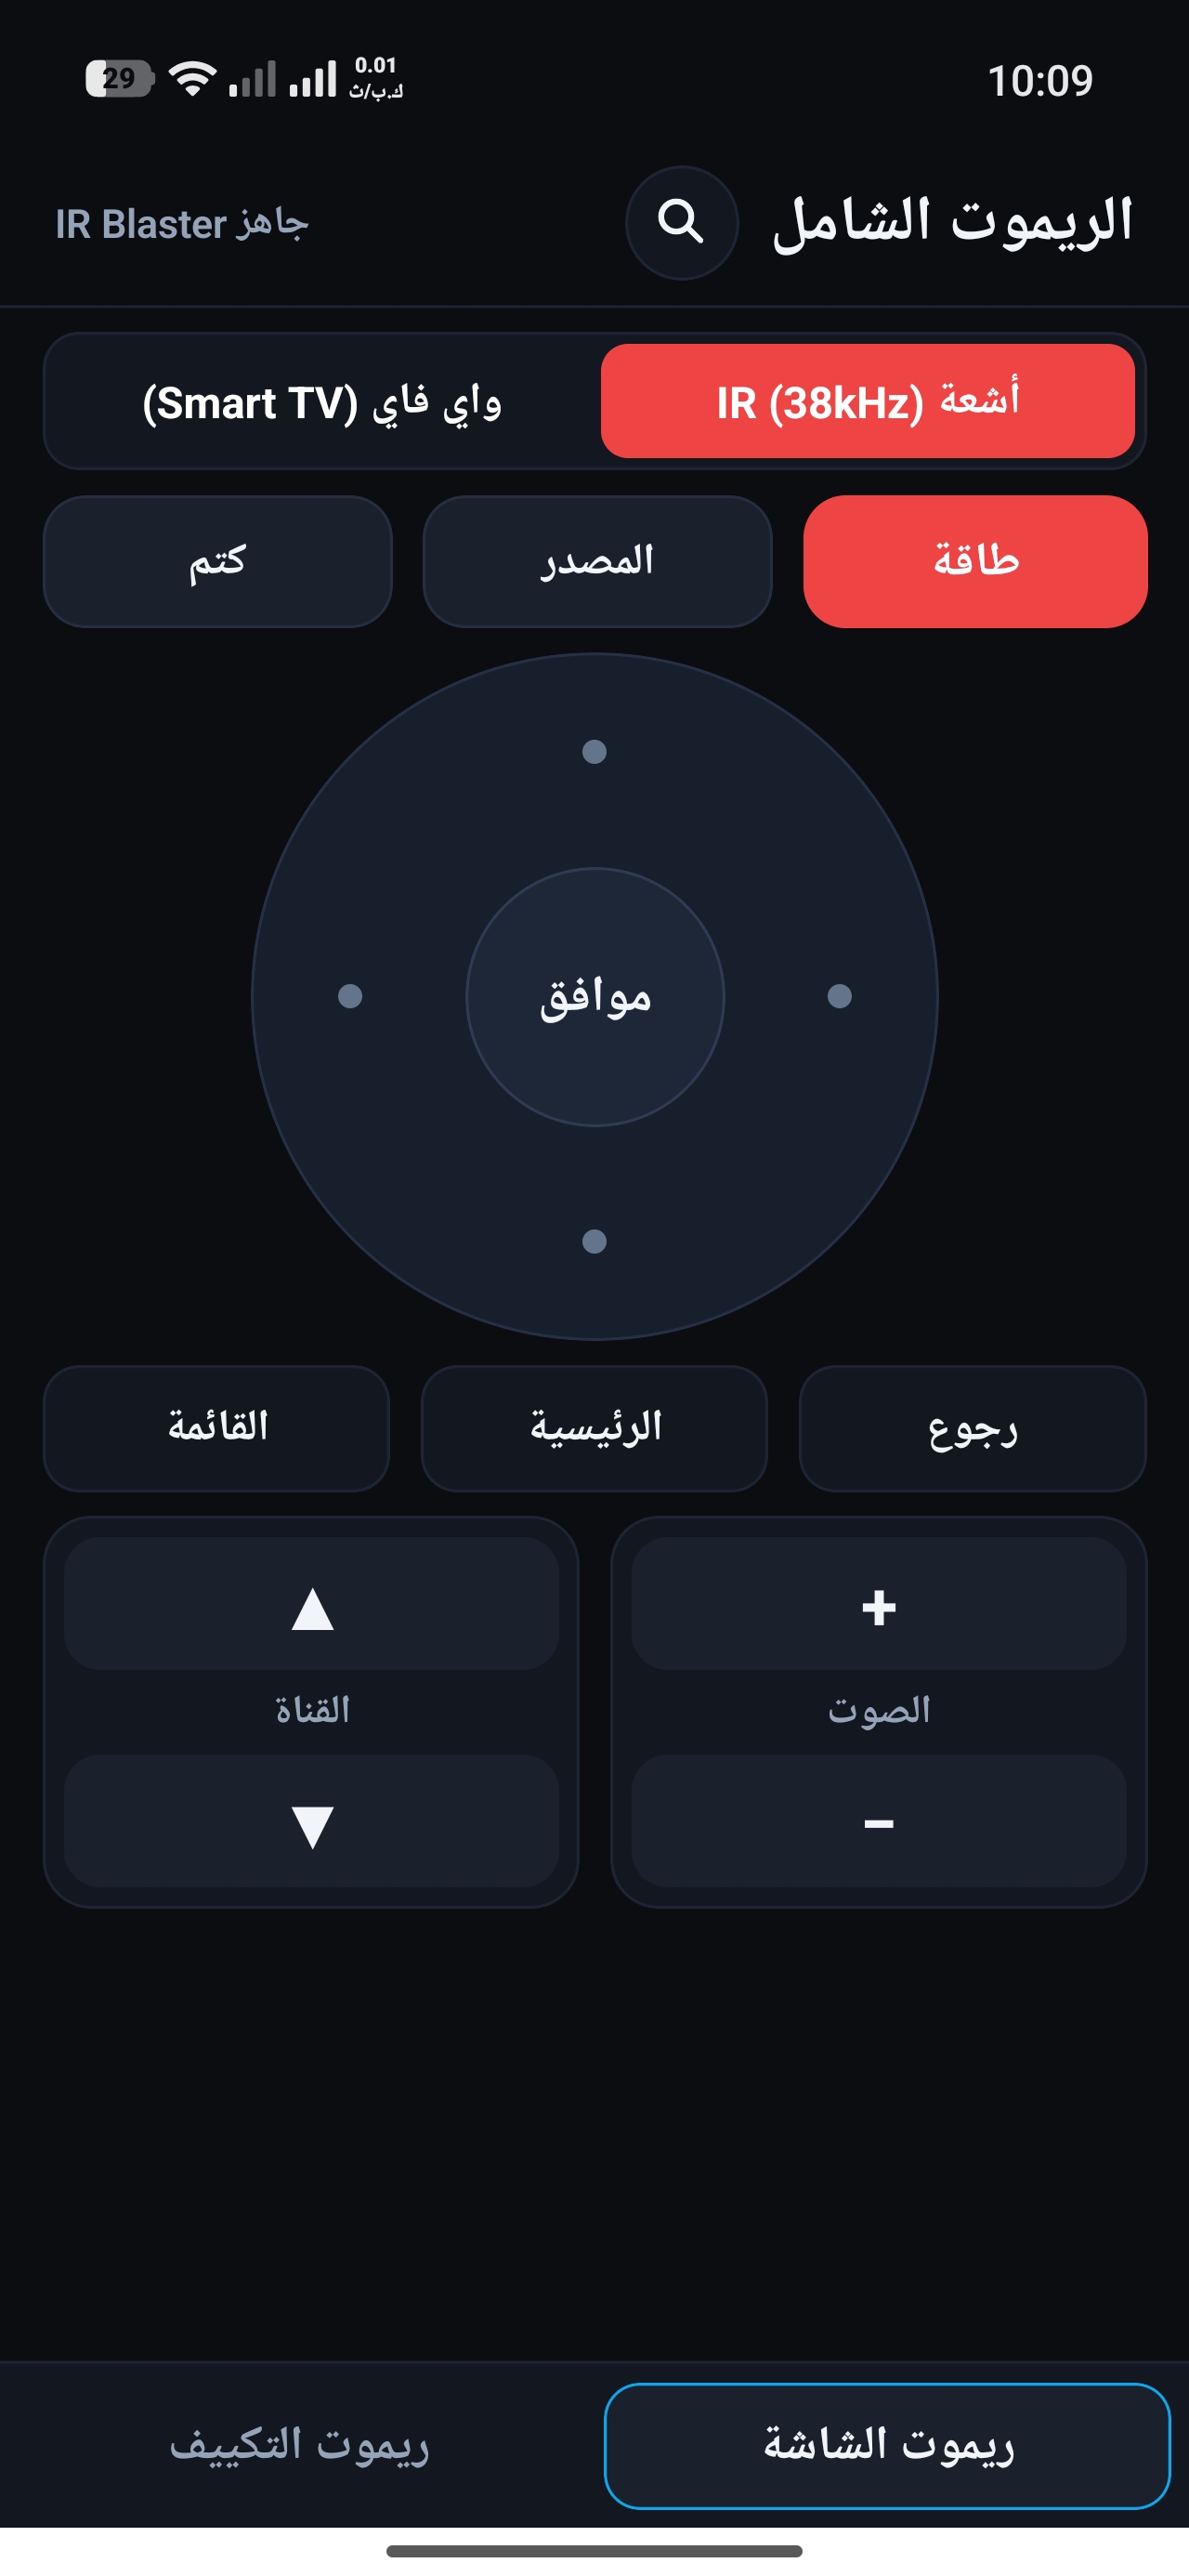 10:09
29
0.01
ك.ب/ث
الريموت الشامل
جاهز IR Blaster
أشعة IR (38kHz)
واي فاي (Smart TV)
طاقة
المصدر
كتم
موافق
رجوع
الرئيسية
القائمة
+
▲
الصوت
القناة
−
▼
ريموت الشاشة
ريموت التكييف